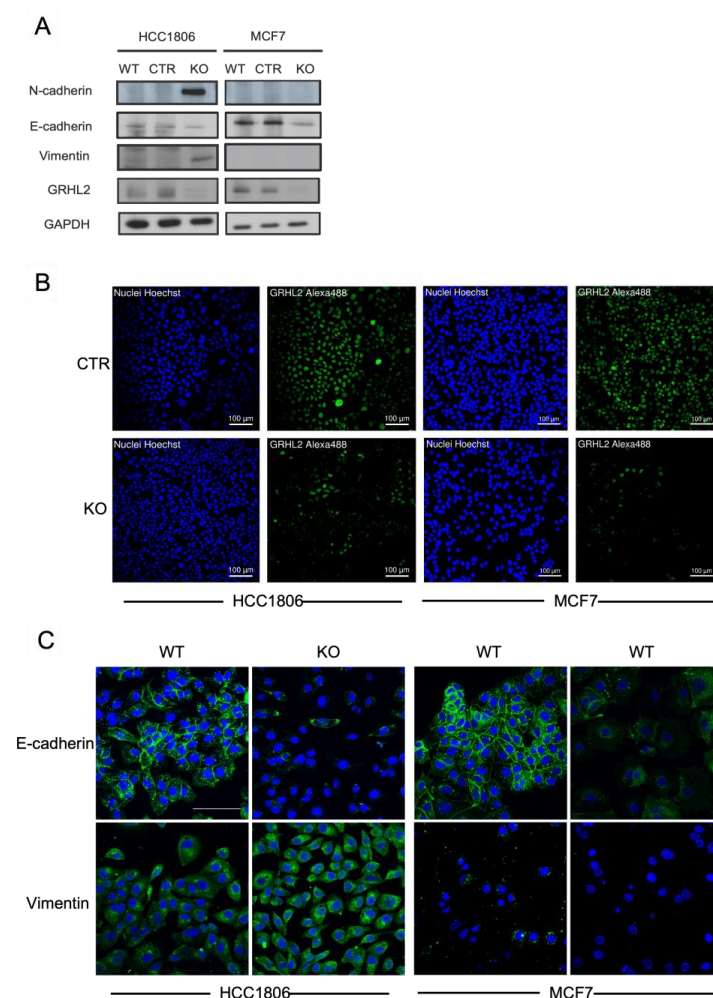 A
HCC1806 MCF7
WT CTR KO WT CTR KO
N-cadherin
E-cadherin
Vimentin
GRHL2
GAPDH
B
Nuclei Hoechst GRHL2 Alexa488 Nuclei Hoechst GRHL2 Alexa488
CTR
100 µm 100 µm 100 µm 100 µm
Nuclei Hoechst GRHL2 Alexa488 Nuclei Hoechst GRHL2 Alexa488
KO
100 µm 100 µm 100 µm 100 µm
HCC1806 MCF7
C
WT KO WT WT
E-cadherin
Vimentin
HCC1806 MCF7